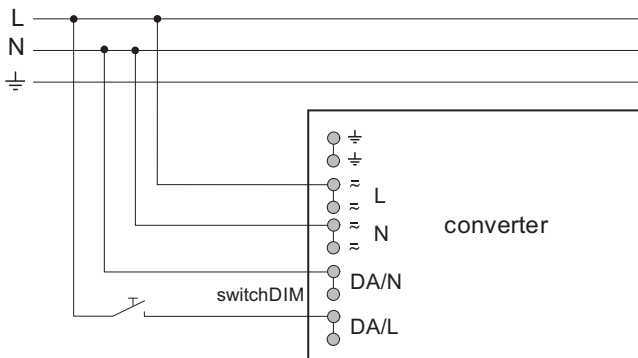 L
N
L
N
converter
DA/N
switchDIM
DA/L